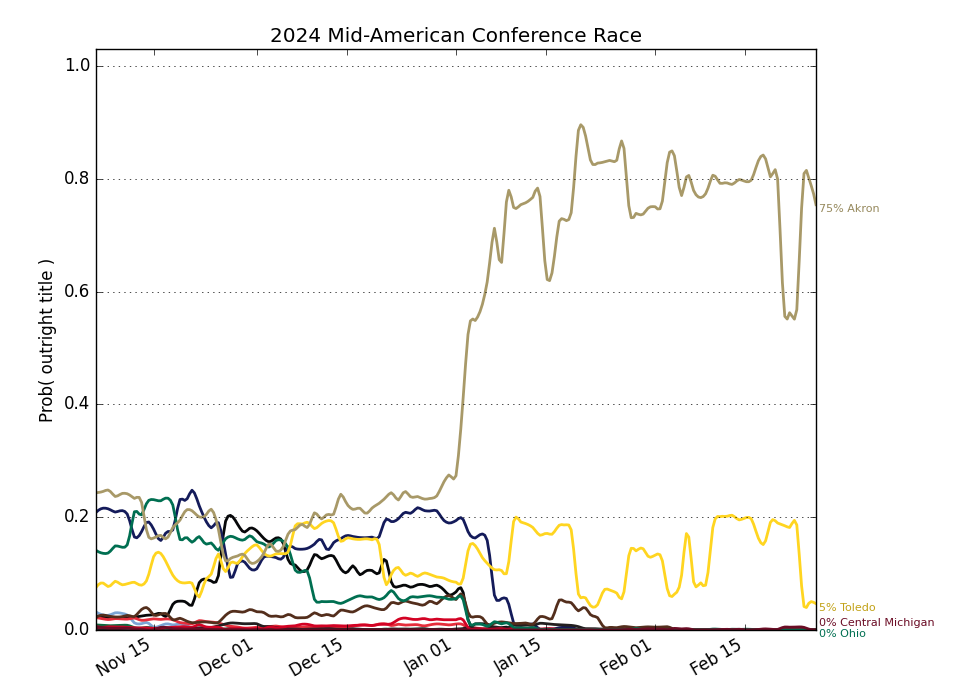 2024 Mid-American Conference Race
1.0
0.8
0.6
0.4
0.2
0.0
Prob( outright title )
75% Akron
5% Toledo
0% Central Michigan
0% Ohio
Nov 15
Dec 01
Dec 15
Jan 01
Jan 15
Feb 01
Feb 15